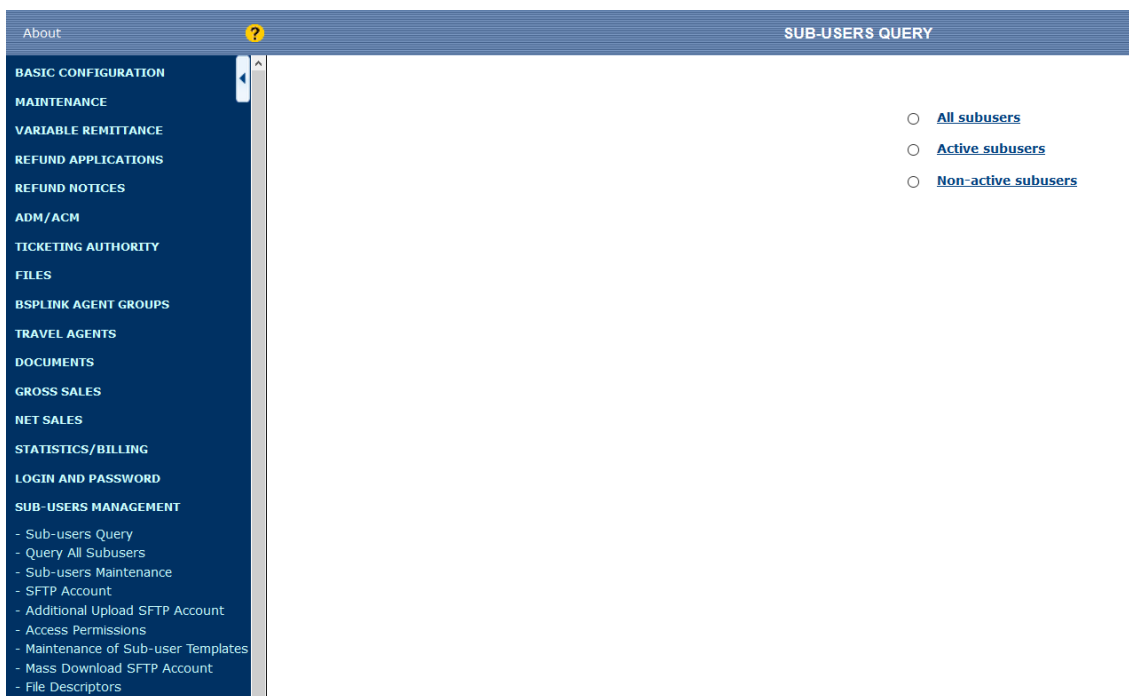 About
?
SUB-USERS QUERY
BASIC CONFIGURATION
MAINTENANCE
VARIABLE REMITTANCE
REFUND APPLICATIONS
REFUND NOTICES
ADM/ACM
TICKETING AUTHORITY
FILES
BSPLINK AGENT GROUPS
TRAVEL AGENTS
DOCUMENTS
GROSS SALES
NET SALES
STATISTICS/BILLING
LOGIN AND PASSWORD
SUB-USERS MANAGEMENT
- Sub-users Query
- Query All Subusers
- Sub-users Maintenance
- SFTP Account
- Additional Upload SFTP Account
- Access Permissions
- Maintenance of Sub-user Templates
- Mass Download SFTP Account
- File Descriptors
All subusers
Active subusers
Non-active subusers